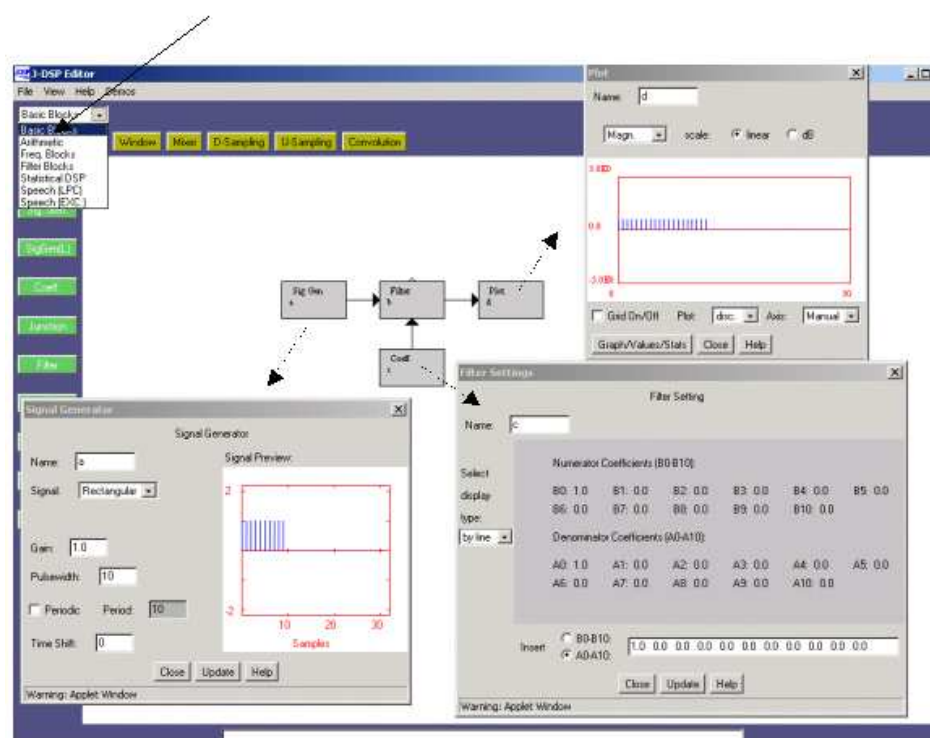 J-DSP Editor
File View Help Demos
Basic Blocks
Basic Blocks
Arithmetic
Freq. Blocks
Filter Blocks
Statistical DSP
Speech (LPC)
Speech (EXC.)
Window Mixer D-Sampling U-Sampling Convolution
Sig. Gen.
SigGen(L)
Coeff
Junction
Filter
Sig Gen
a
Filter
b
Plot
d
Coeff
c
Plot
Name: d
Magn. scale: linear dB
0.0
0
Grid On/Off Plot: disc. Axis: Manual
Graph/Values/Stats Close Help
Signal Generator
Signal Generator
Name: a
Signal: Rectangular
Gain: 1.0
Pulsewidth: 10
Periodic Period: 10
Time Shift: 0
Signal Preview:
2
-2
10 20 30
Samples
Close Update Help
Warning: Applet Window
Filter Settings
Filter Setting
Name: c
Select
display
type:
by line
Numerator Coefficients (B0-B10):
B0: 1.0 B1: 0.0 B2: 0.0 B3: 0.0 B4: 0.0 B5: 0.0
B6: 0.0 B7: 0.0 B8: 0.0 B9: 0.0 B10: 0.0
Denominator Coefficients (A0-A10):
A0: 1.0 A1: 0.0 A2: 0.0 A3: 0.0 A4: 0.0 A5: 0.0
A6: 0.0 A7: 0.0 A8: 0.0 A9: 0.0 A10: 0.0
Insert B0-B10:
A0-A10:
1.0 0.0 0.0 0.0 0.0 0.0 0.0 0.0 0.0 0.0 0.0
Close Update Help
Warning: Applet Window